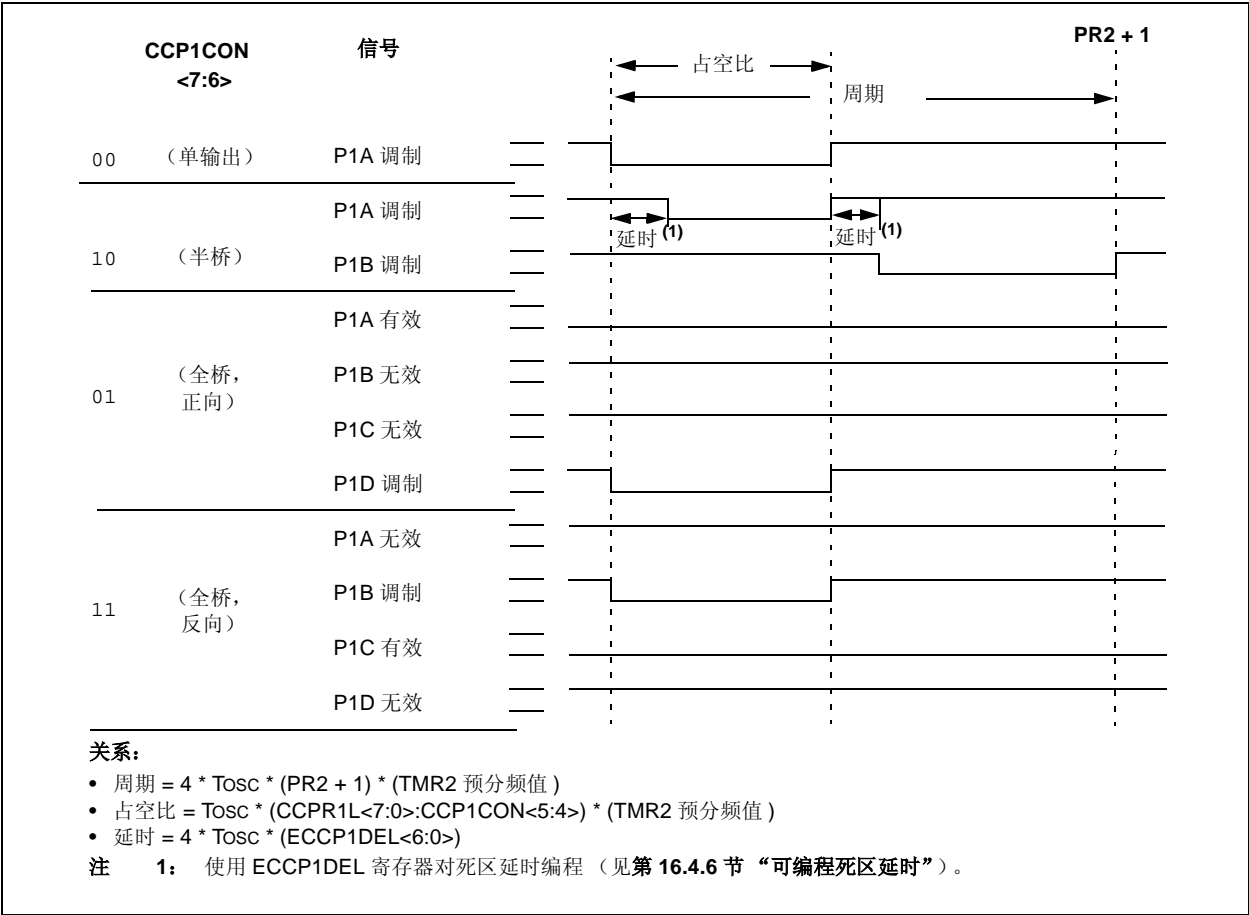 CCP1CON
<7:6>
信号
PR2 + 1
占空比
周期
00 （单输出） P1A 调制
P1A 调制
延时 (1) 延时 (1)
10 （半桥） P1B 调制
P1A 有效
P1B 无效
01 （全桥，
正向）
P1C 无效
P1D 调制
P1A 无效
P1B 调制
11 （全桥，
反向）
P1C 有效
P1D 无效
关系：
• 周期 = 4 * TOSC * (PR2 + 1) * (TMR2 预分频值 )
• 占空比 = TOSC * (CCPR1L<7:0>:CCP1CON<5:4>) * (TMR2 预分频值 )
• 延时 = 4 * TOSC * (ECCP1DEL<6:0>)
注 1： 使用 ECCP1DEL 寄存器对死区延时编程 （见第 16.4.6 节 “可编程死区延时”）。